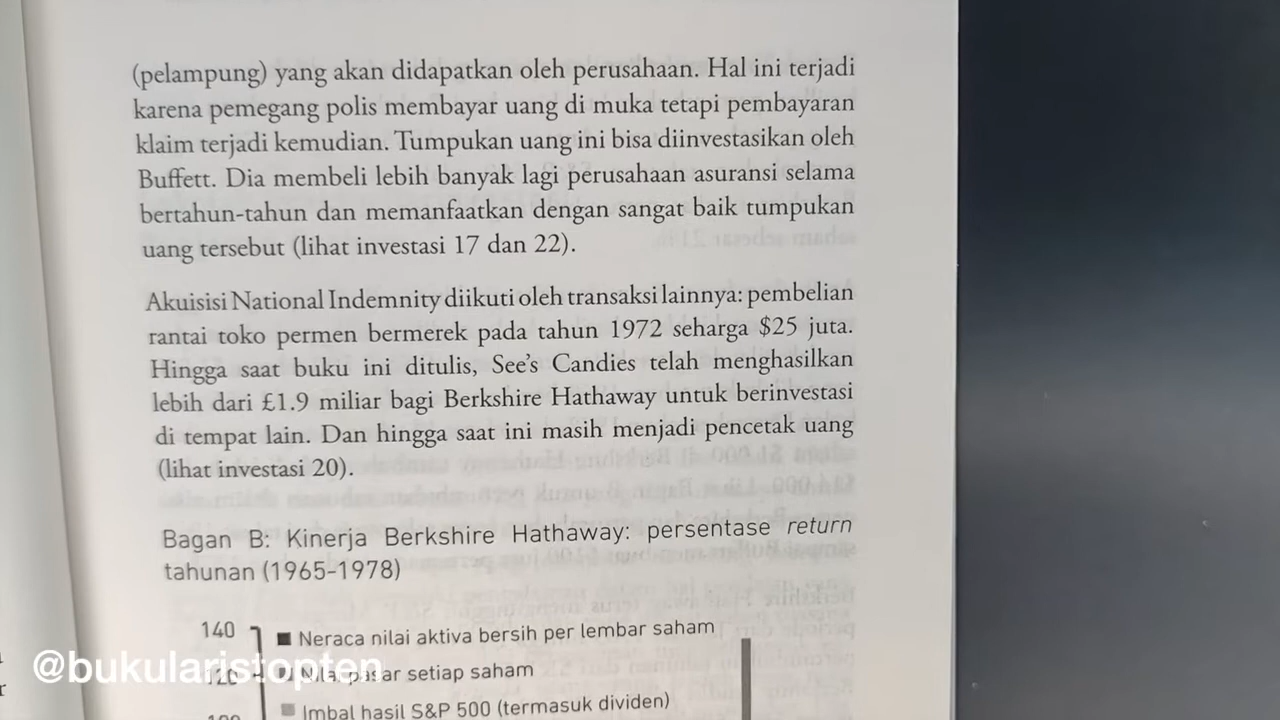 (pelampung) yang akan didapatkan oleh perusahaan. Hal ini terjadi
karena pemegang polis membayar uang di muka tetapi pembayaran
klaim terjadi kemudian. Tumpukan uang ini bisa diinvestasikan oleh
Buffett. Dia membeli lebih banyak lagi perusahaan asuransi selama
bertahun-tahun dan memanfaatkan dengan sangat baik tumpukan
uang tersebut (lihat investasi 17 dan 22).
Akuisisi National Indemnity diikuti oleh transaksi lainnya: pembelian
rantai toko permen bermerek pada tahun 1972 seharga $25 juta.
Hingga saat buku ini ditulis, See's Candies telah menghasilkan
lebih dari £1.9 miliar bagi Berkshire Hathaway untuk berinvestasi
di tempat lain. Dan hingga saat ini masih menjadi pencetak uang
(lihat investasi 20).
Bagan B: Kinerja Berkshire Hathaway: persentase return
tahunan (1965-1978)
140
Neraca nilai aktiva bersih per lembar saham
120
Nilai pasar setiap saham
Imbal hasil S&P 500 (termasuk dividen)
@bukularistopten